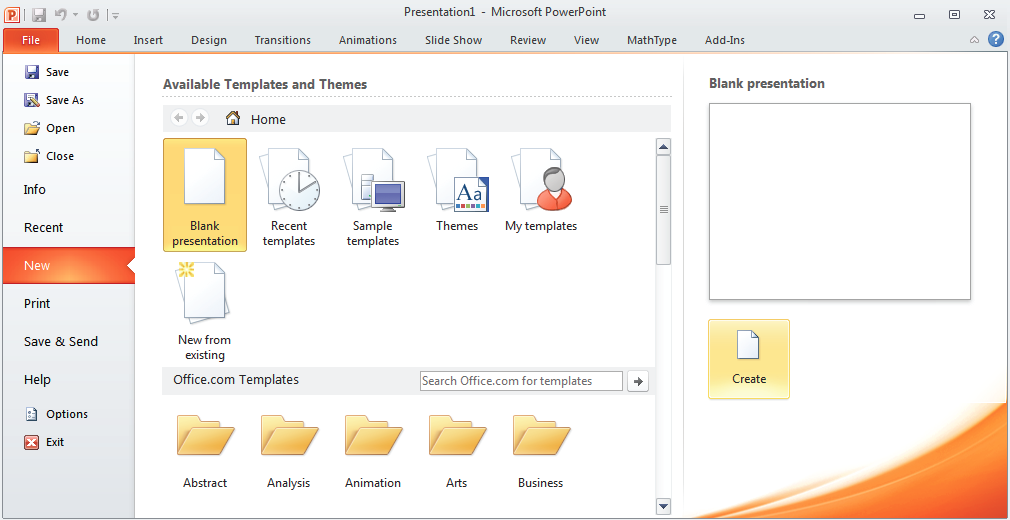 Presentation1 - Microsoft PowerPoint
File Home Insert Design Transitions Animations Slide Show Review View MathType Add-Ins
Save
Save As
Open
Close
Info
Recent
New
Print
Save & Send
Help
Options
Exit
Available Templates and Themes
Home
Blank
presentation
Recent
templates
Sample
templates
Aa
Themes
My templates
New from
existing
Office.com Templates
Search Office.com for templates
Abstract
Analysis
Animation
Arts
Business
Blank presentation
Create